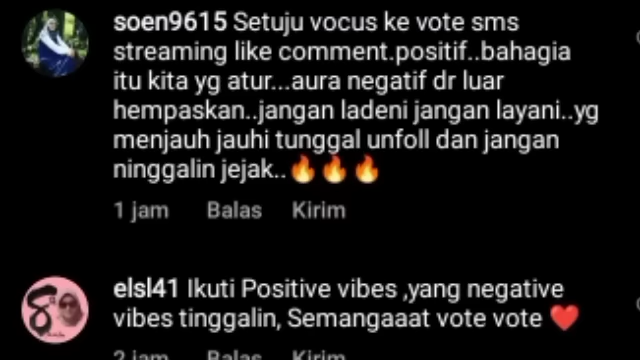 soen9615 Setuju vocus ke vote sms
streaming like comment.positif..bahagia
itu kita yg atur...aura negatif dr luar
hempaskan..jangan ladeni jangan layani..yg
menjauh jauhi tunggal unfoll dan jangan
ninggalin jejak..🔥🔥🔥
1 jam Balas Kirim
elsl41 Ikuti Positive vibes ,yang negative
vibes tinggalin, Semangaaat vote vote ❤️
2 jam Balas Kirim